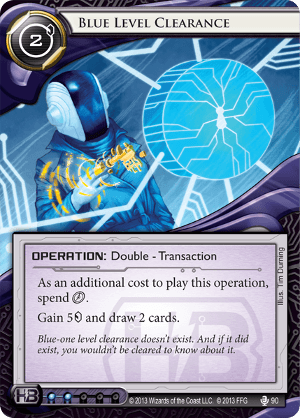 Blue Level Clearance
2
OPERATION: Double - Transaction
As an additional cost to play this operation,
spend
Gain 5 and draw 2 cards.
Blue-one level clearance doesn't exist. And if it did
exist, you wouldn't be cleared to know about it.
Illus. Tim Durning
HB
© 2013 Wizards of the Coast LLC. © 2013 FFG
90